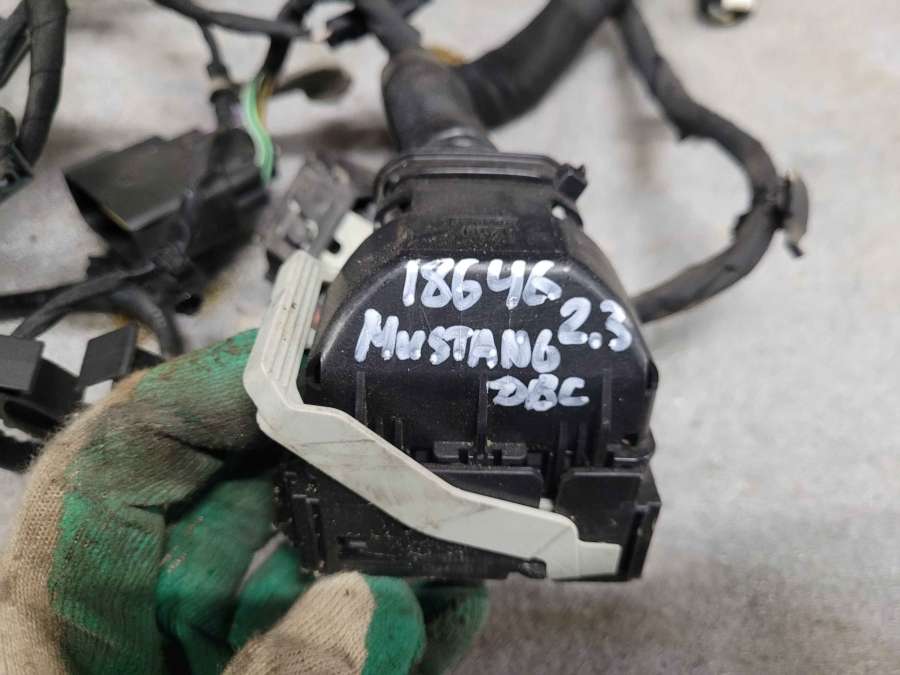 18646
MUSTANG 2.3
DBC